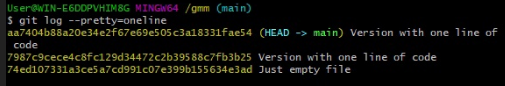 User@WIN-E6DDPVHIM8G MINGW64 /gmm (main)
$ git log --pretty=oneline
aa7404b88a20e34e2f67e69e505c3a18331fae54 (HEAD -> main) Version with one line of
code
7987c9cece4c8fc129d34472c2b39588c7fb3b25 Version with one line of code
74ed107331a3ce5a7cd991c07e399b155634e3ad Just empty file